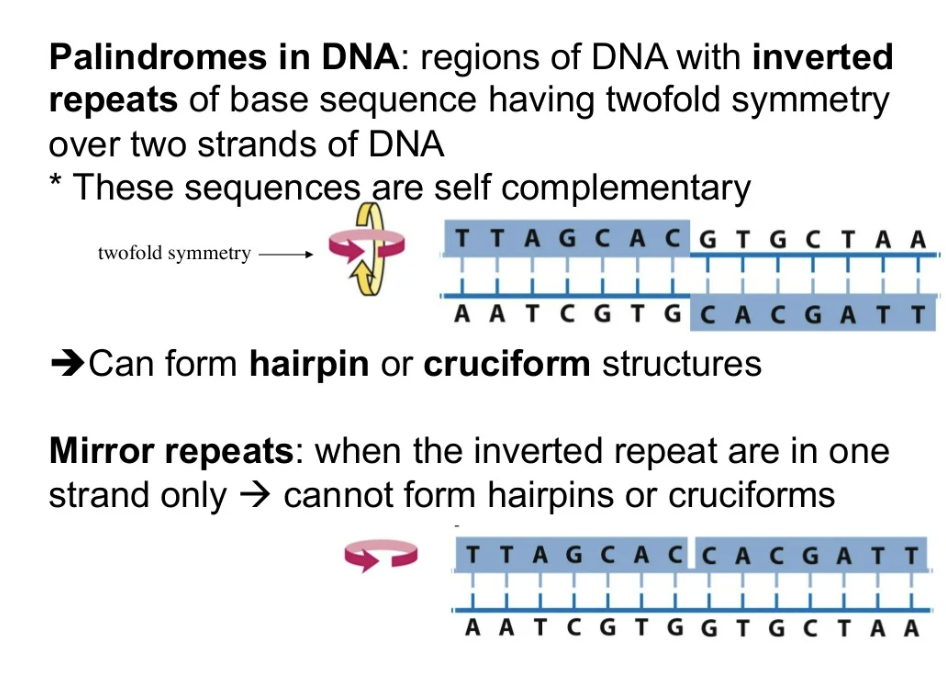 Palindromes in DNA: regions of DNA with inverted
repeats of base sequence having twofold symmetry
over two strands of DNA
* These sequences are self complementary
twofold symmetry
T T A G C A C G T G C T A A
A A T C G T G C A C G A T T
➔Can form hairpin or cruciform structures
Mirror repeats: when the inverted repeat are in one
strand only → cannot form hairpins or cruciforms
T T A G C A C C A C G A T T
A A T C G T G G T G C T A A